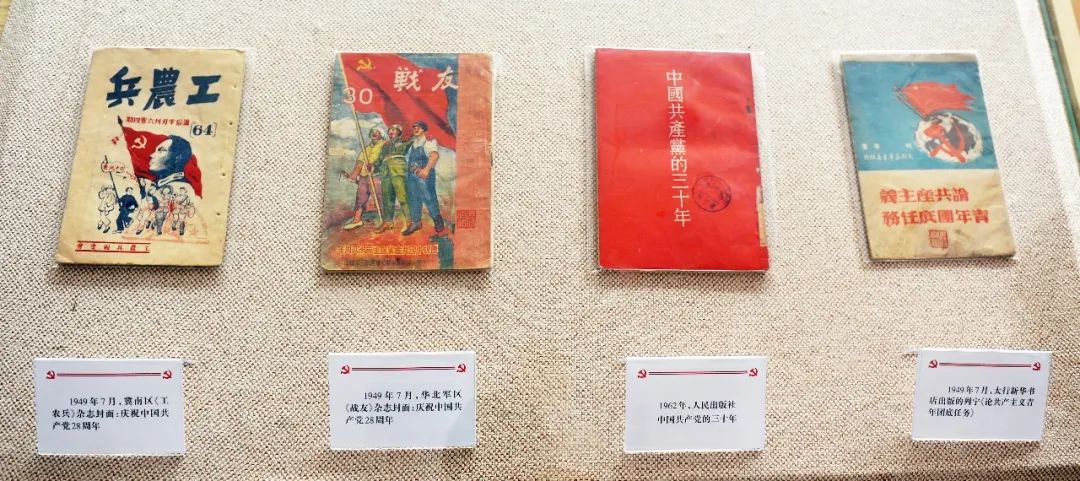 兵農工
64
戰友
30
中國共產黨的三十年
論共產主義
青年團底任務
1949年7月，冀南区《工
农兵》杂志封面：庆祝中国共
产党28周年
1949年7月，华北军区
《战友》杂志封面：庆祝中国共
产党28周年
1962年，人民出版社
中国共产党的三十年
1949年7月，太行新华书
店出版的列宁《论共产主义青
年团底任务》